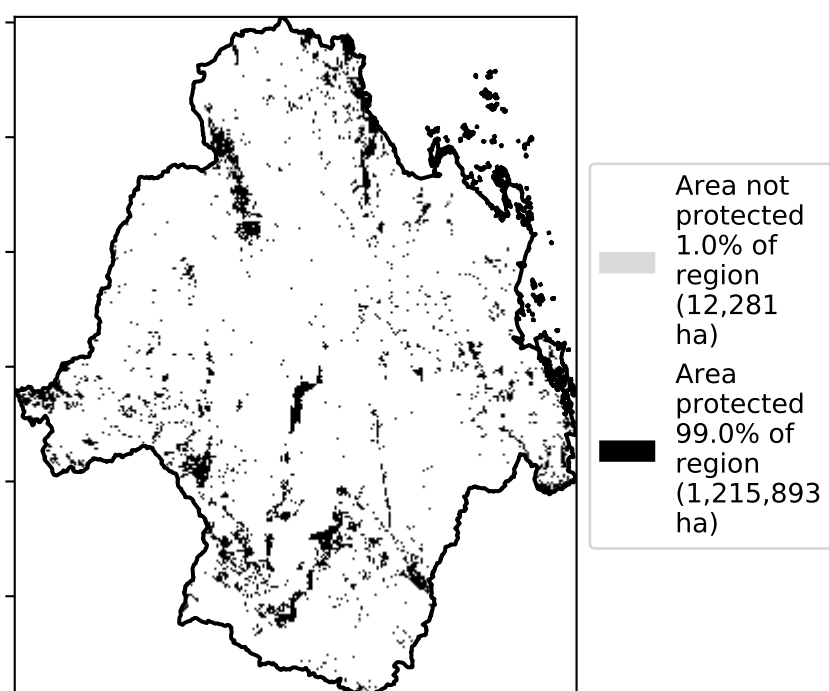 Area not
protected
1.0% of
region
(12,281
ha)
Area
protected
99.0% of
region
(1,215,893
ha)